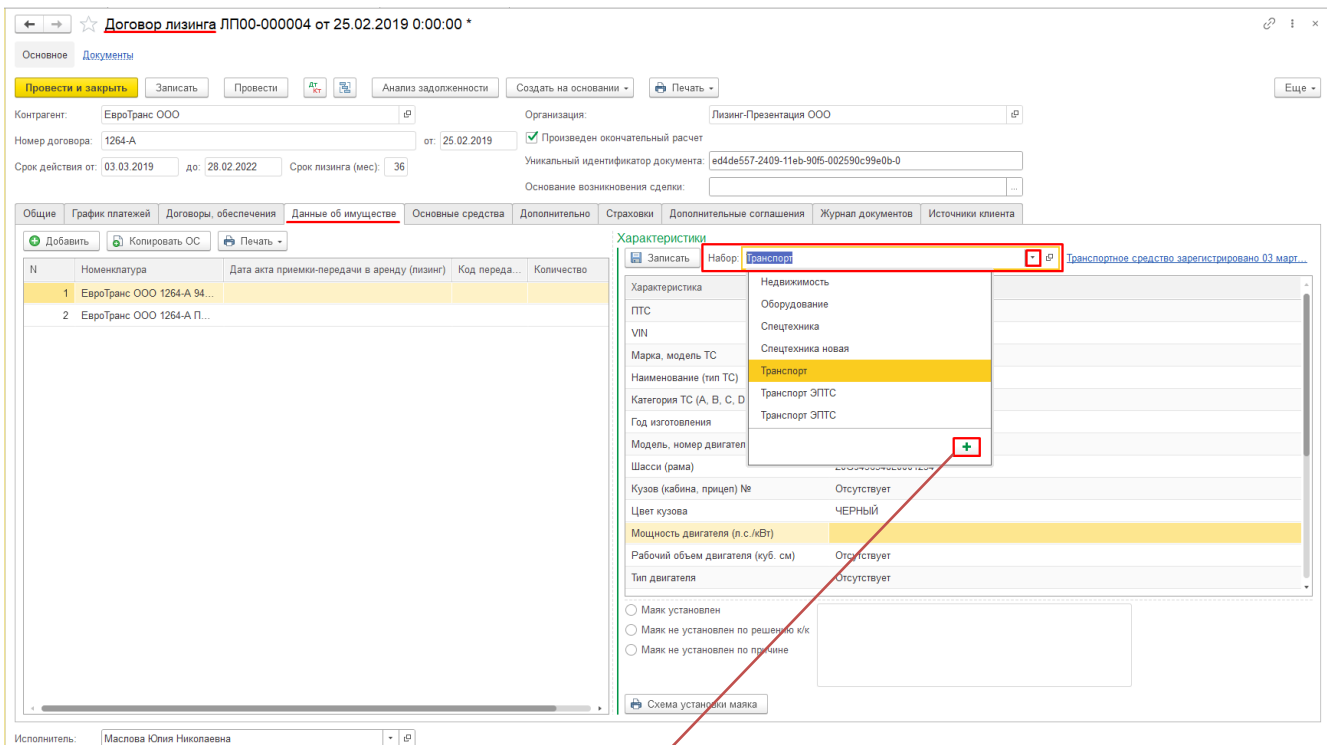 Договор лизинга ЛП00-000004 от 25.02.2019 0:00:00 *
Основное Документы
Провести и закрыть Записать Провести Дт Кт Анализ задолженности Создать на основании Печать Еще
Контрагент: ЕвроТранс ООО Организация: Лизинг-Презентация ООО
Номер договора: 1264-А от: 25.02.2019 Произведен окончательный расчет
Срок действия от: 03.03.2019 до: 28.02.2022 Срок лизинга (мес): 36 Уникальный идентификатор документа: ed4de557-2409-11eb-90f5-002590c99e0b-0
Основание возникновения сделки: ...
Общие График платежей Договоры, обеспечения Данные об имуществе Основные средства Дополнительно Страховки Дополнительные соглашения Журнал документов Источники клиента
Добавить Копировать ОС Печать
N Номенклатура Дата акта приемки-передачи в аренду (лизинг) Код переда... Количество
1 ЕвроТранс ООО 1264-А 94...
2 ЕвроТранс ООО 1264-А П...
Характеристики
Записать Набор: Транспорт Транспортное средство зарегистрировано 03 март...
Недвижимость
Оборудование
Спецтехника
Спецтехника новая
Транспорт
Транспорт ЭПТС
Транспорт ЭПТС
Характеристика
ПТС
VIN
Марка, модель ТС
Наименование (тип ТС)
Категория ТС (A, B, C, D
Год изготовления
Модель, номер двигател
Шасси (рама)
Кузов (кабина, прицеп) № Отсутствует
Цвет кузова ЧЕРНЫЙ
Мощность двигателя (л.с./кВт)
Рабочий объем двигателя (куб. см) Отсутствует
Тип двигателя Отсутствует
Маяк установлен
Маяк не установлен по решению к/к
Маяк не установлен по причине
Схема установки маяка
Исполнитель: Маслова Юлия Николаевна